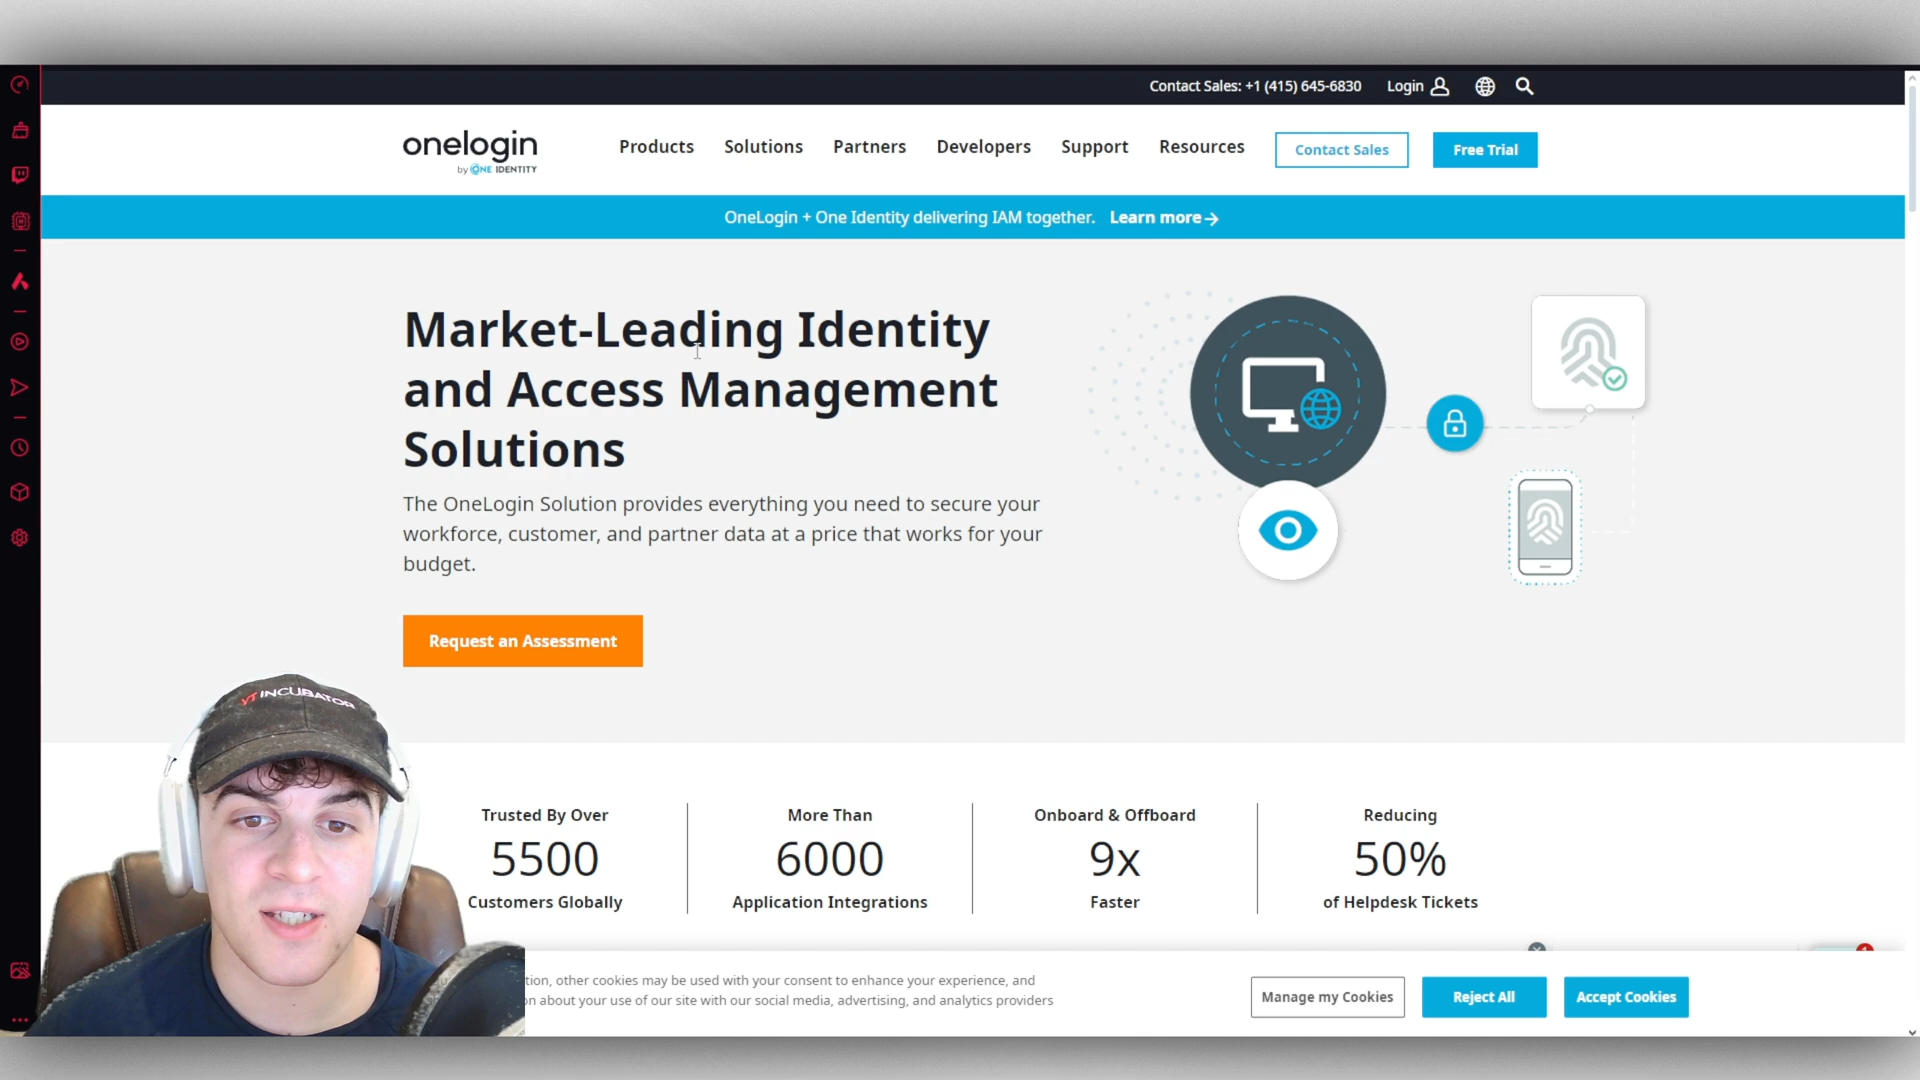 Contact Sales: +1 (415) 645-6830 Login
onelogin
by ONE IDENTITY
Products Solutions Partners Developers Support Resources Contact Sales Free Trial
OneLogin + One Identity delivering IAM together. Learn more
Market-Leading Identity
and Access Management
Solutions
The OneLogin Solution provides everything you need to secure your
workforce, customer, and partner data at a price that works for your
budget.
Request an Assessment
YT INCUBATOR
Trusted By Over
5500
Customers Globally
More Than
6000
Application Integrations
Onboard & Offboard
9x
Faster
Reducing
50%
of Helpdesk Tickets
other cookies may be used with your consent to enhance your experience, and
about your use of our site with our social media, advertising, and analytics providers
Manage my Cookies
Reject All
Accept Cookies